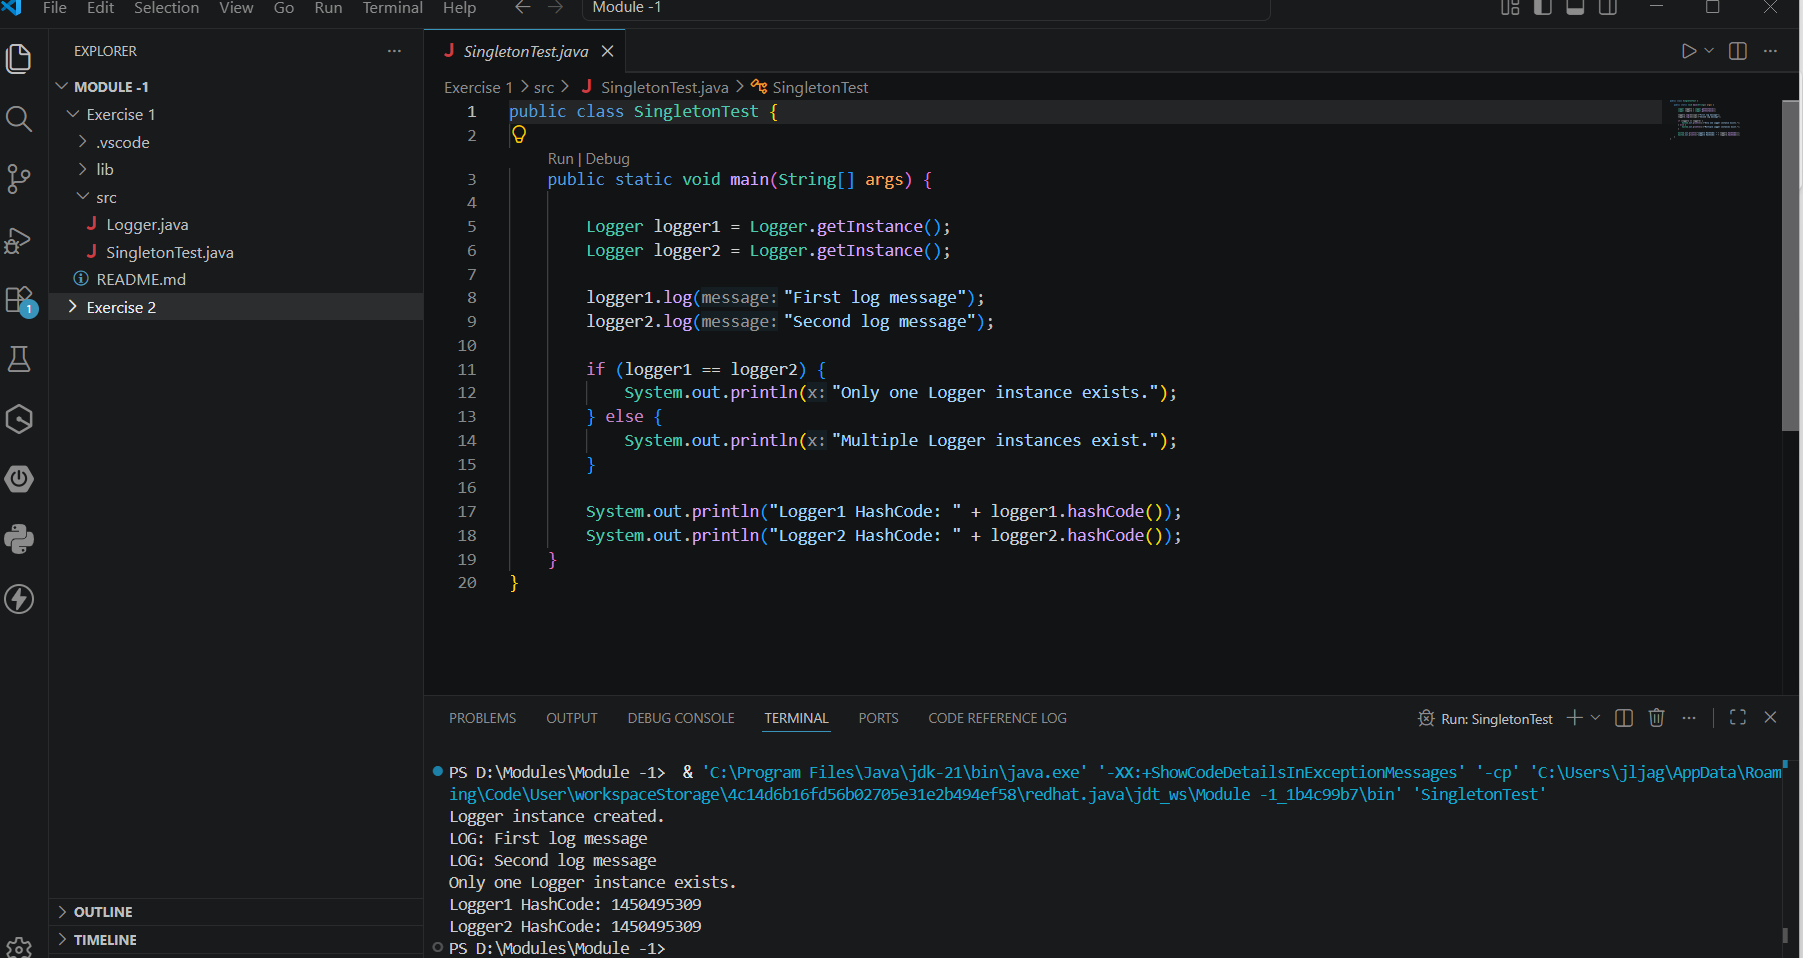 File Edit Selection View Go Run Terminal Help Module -1
EXPLORER
MODULE -1
Exercise 1
.vscode
lib
src
Logger.java
SingletonTest.java
README.md
Exercise 2
1
OUTLINE
TIMELINE
SingletonTest.java
Exercise 1 > src > SingletonTest.java > SingletonTest
1 public class SingletonTest {
2
Run | Debug
3 public static void main(String[] args) {
4
5 Logger logger1 = Logger.getInstance();
6 Logger logger2 = Logger.getInstance();
7
8 logger1.log(message: "First log message");
9 logger2.log(message: "Second log message");
10
11 if (logger1 == logger2) {
12 System.out.println(x: "Only one Logger instance exists.");
13 } else {
14 System.out.println(x: "Multiple Logger instances exist.");
15 }
16
17 System.out.println("Logger1 HashCode: " + logger1.hashCode());
18 System.out.println("Logger2 HashCode: " + logger2.hashCode());
19 }
20 }
PROBLEMS OUTPUT DEBUG CONSOLE TERMINAL PORTS CODE REFERENCE LOG Run: SingletonTest
PS D:\Modules\Module -1> & 'C:\Program Files\Java\jdk-21\bin\java.exe' '-XX:+ShowCodeDetailsInExceptionMessages' '-cp' 'C:\Users\jljag\AppData\Roam
ing\Code\User\workspaceStorage\4c14d6b16fd56b02705e31e2b494ef58\redhat.java\jdt_ws\Module -1_1b4c99b7\bin' 'SingletonTest'
Logger instance created.
LOG: First log message
LOG: Second log message
Only one Logger instance exists.
Logger1 HashCode: 1450495309
Logger2 HashCode: 1450495309
PS D:\Modules\Module -1>